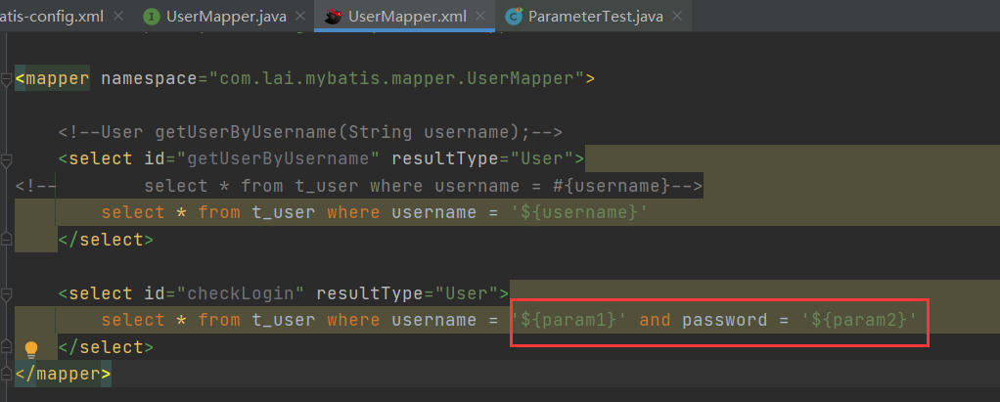 atis-config.xml UserMapper.java UserMapper.xml ParameterTest.java
<mapper namespace="com.lai.mybatis.mapper.UserMapper">
<!--User getUserByUsername(String username);-->
<select id="getUserByUsername" resultType="User">
<!-- select * from t_user where username = #{username}-->
select * from t_user where username = '${username}'
</select>
<select id="checkLogin" resultType="User">
select * from t_user where username = '${param1}' and password = '${param2}'
</select>
</mapper>